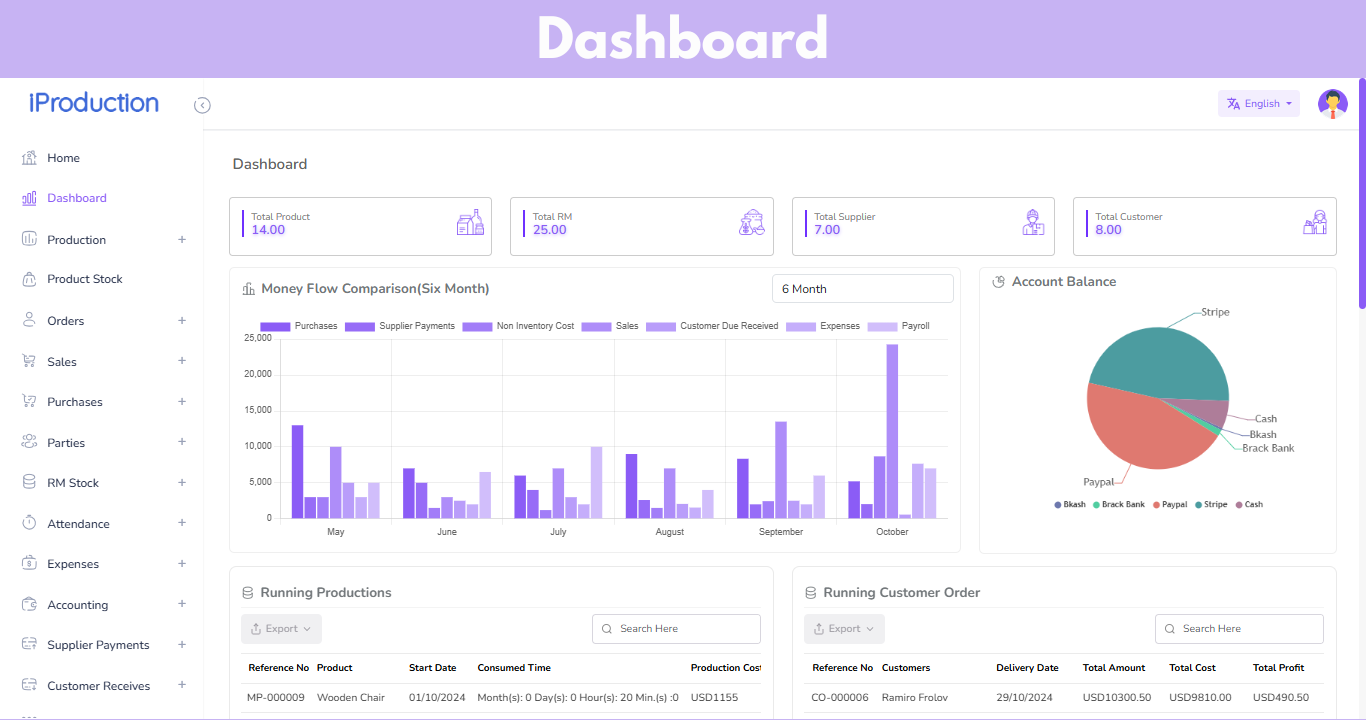 Dashboard
iProduction
English
Home
Dashboard
Production +
Product Stock
Orders +
Sales +
Purchases +
Parties +
RM Stock +
Attendance +
Expenses +
Accounting +
Supplier Payments +
Customer Receives +
Dashboard
Total Product
14.00
Total RM
25.00
Total Supplier
7.00
Total Customer
8.00
Money Flow Comparison(Six Month)
6 Month
Purchases Supplier Payments Non Inventory Cost Sales Customer Due Received Expenses Payroll
25,000
20,000
15,000
10,000
5,000
0
May June July August September October
Account Balance
Stripe
Cash
Bkash
Brack Bank
Paypal
Bkash Brack Bank Paypal Stripe Cash
Running Productions
Export
Search Here
Reference No Product Start Date Consumed Time Production Cost
MP-000009 Wooden Chair 01/10/2024 Month(s): 0 Day(s): 0 Hour(s): 20 Min.(s) :0 USD1155
Running Customer Order
Export
Search Here
Reference No Customers Delivery Date Total Amount Total Cost Total Profit
CO-000006 Ramiro Frolov 29/10/2024 USD10300.50 USD9810.00 USD490.50